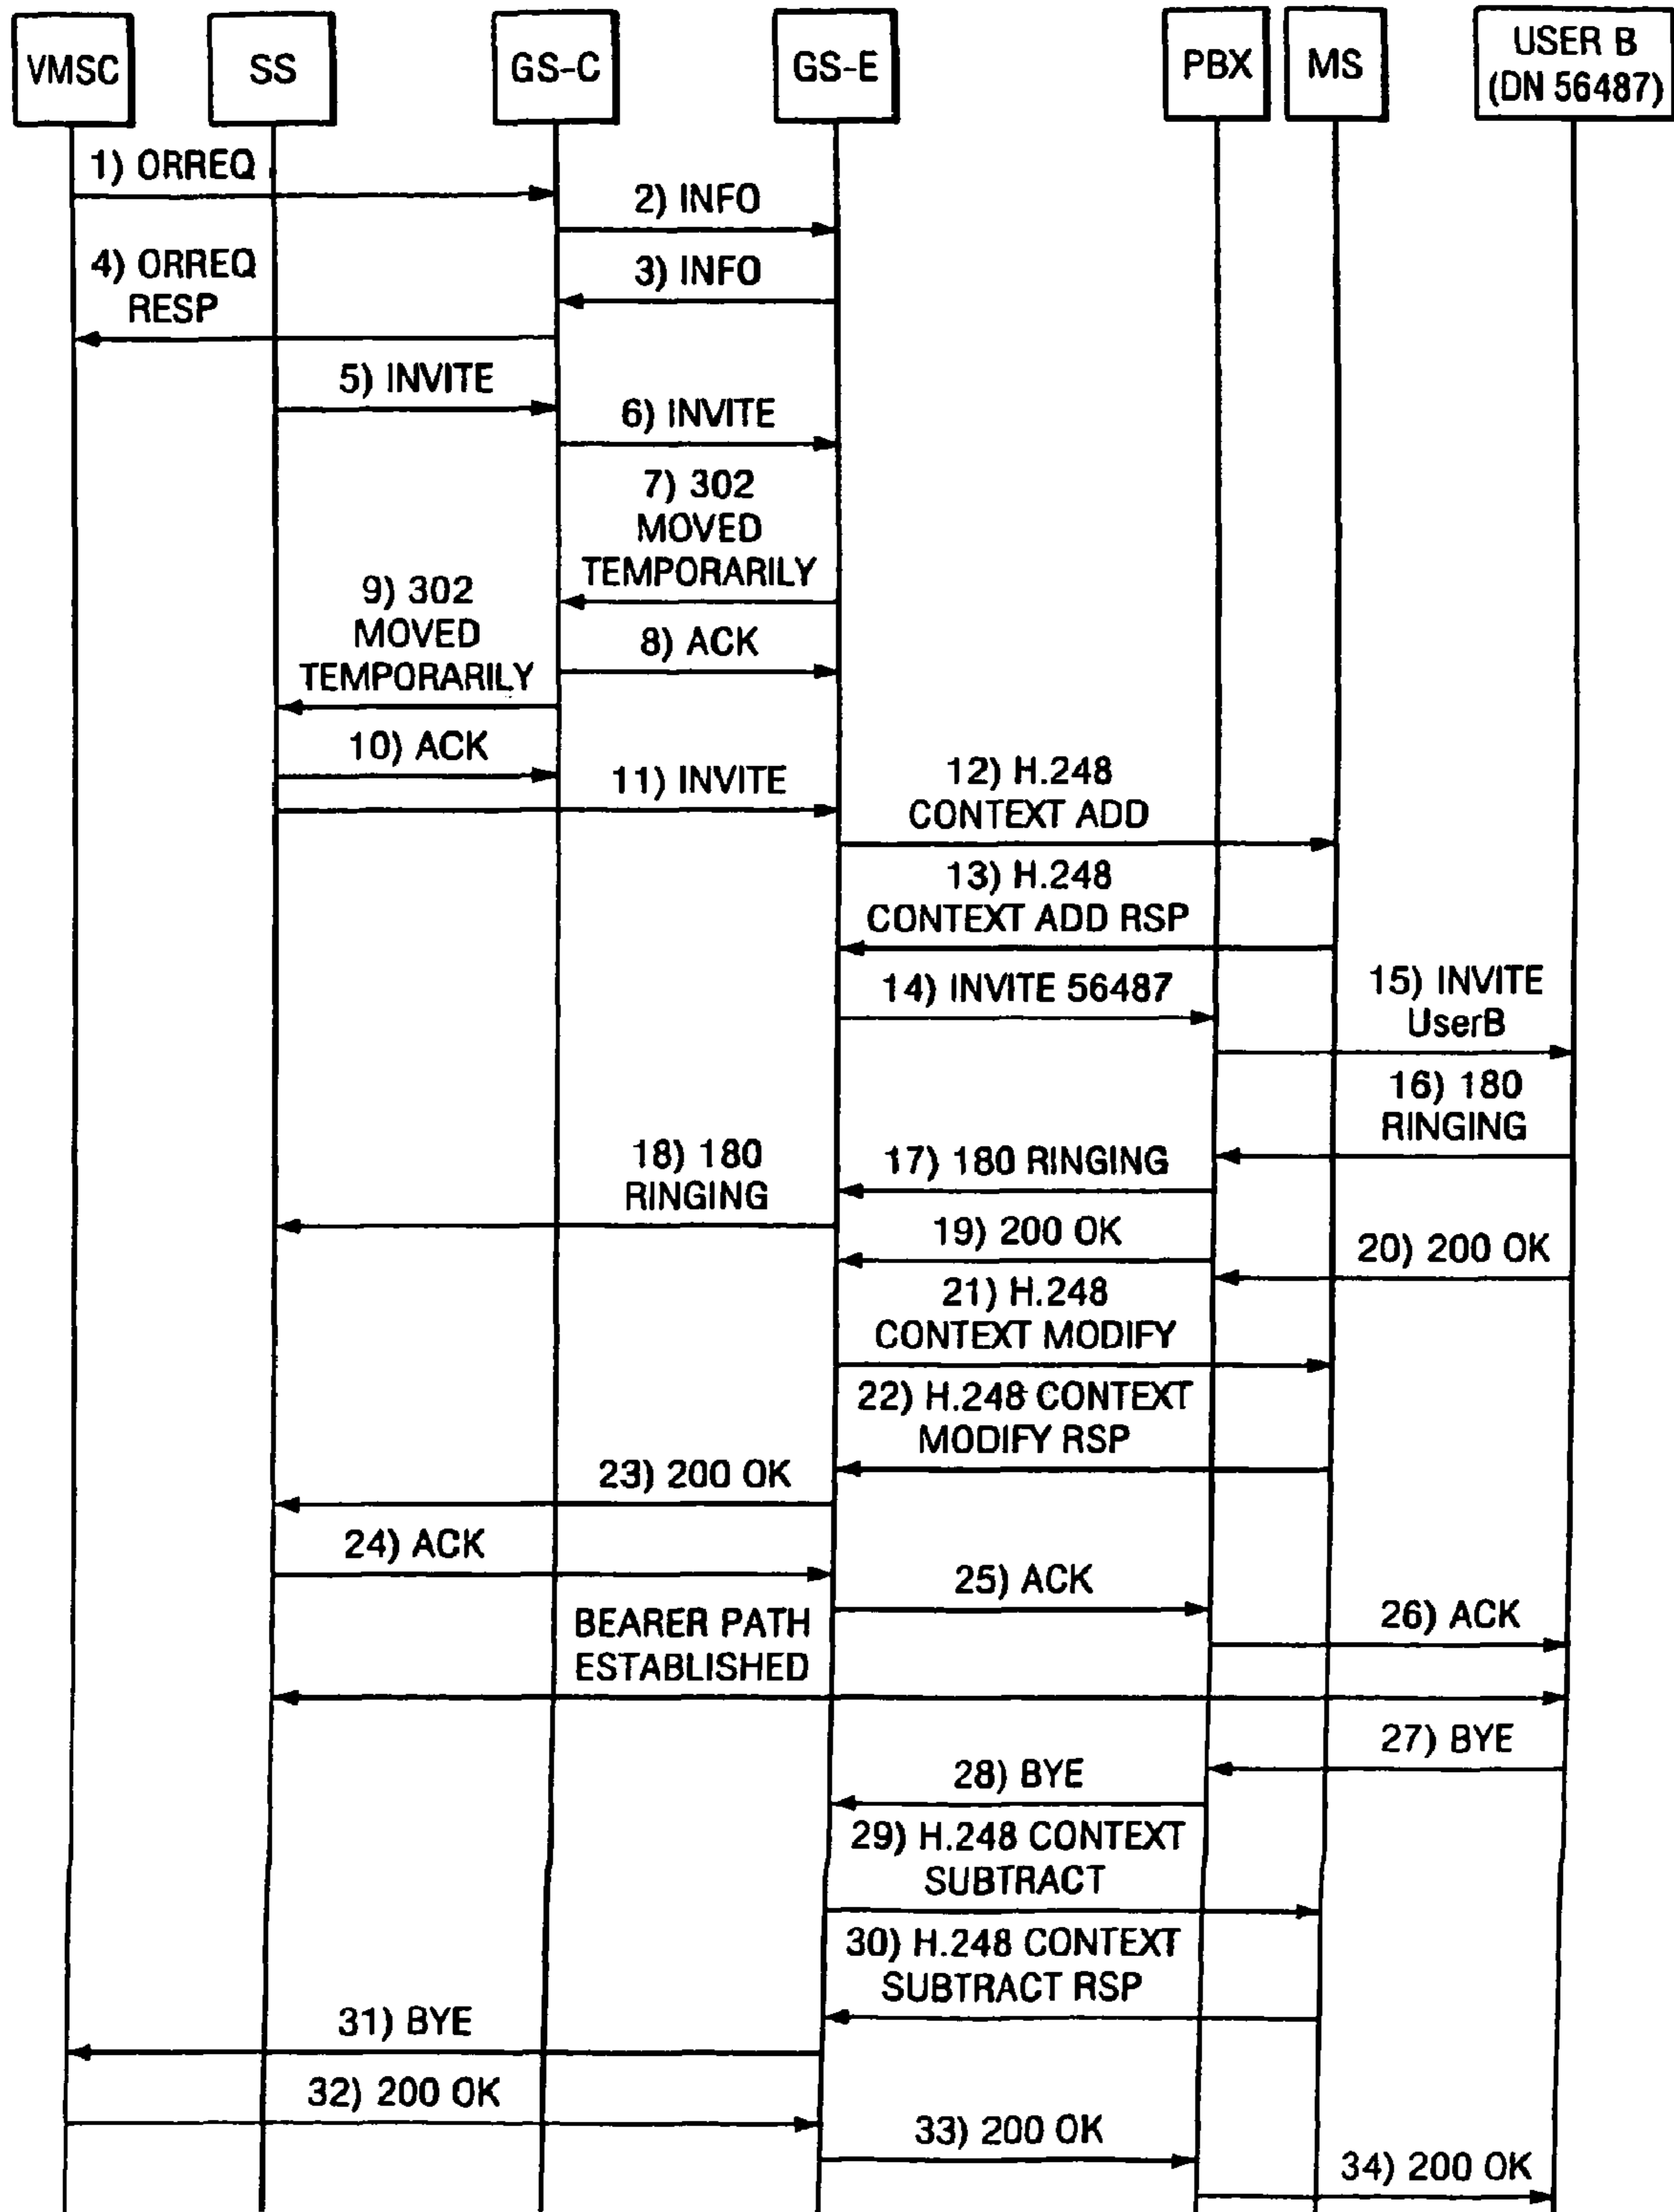 VMSC
SS
GS-C
GS-E
PBX
MS
USER B
(DN 56487)
1) ORREQ
2) INFO
3) INFO
4) ORREQ
RESP
5) INVITE
6) INVITE
7) 302
MOVED
TEMPORARILY
8) ACK
9) 302
MOVED
TEMPORARILY
10) ACK
11) INVITE
12) H.248
CONTEXT ADD
13) H.248
CONTEXT ADD RSP
14) INVITE 56487
15) INVITE
UserB
16) 180
RINGING
17) 180 RINGING
18) 180
RINGING
19) 200 OK
20) 200 OK
21) H.248
CONTEXT MODIFY
22) H.248 CONTEXT
MODIFY RSP
23) 200 OK
24) ACK
25) ACK
26) ACK
BEARER PATH
ESTABLISHED
27) BYE
28) BYE
29) H.248 CONTEXT
SUBTRACT
30) H.248 CONTEXT
SUBTRACT RSP
31) BYE
32) 200 OK
33) 200 OK
34) 200 OK